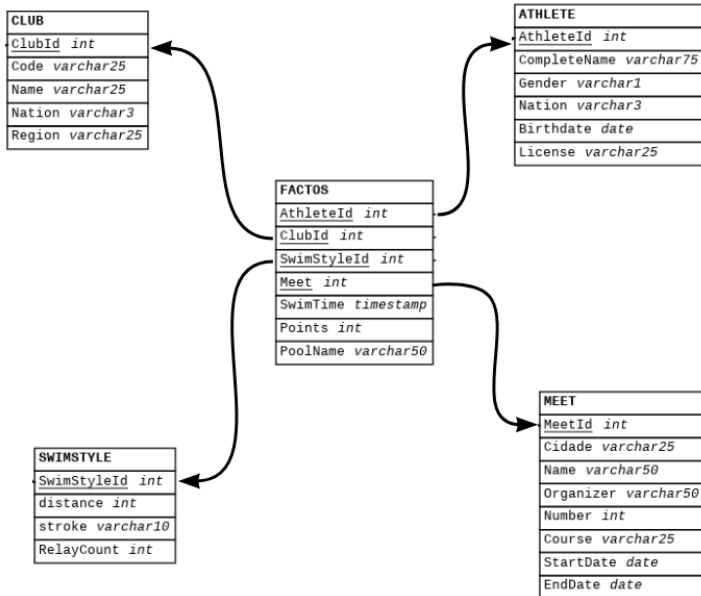 CLUB
ClubId int
Code varchar25
Name varchar25
Nation varchar3
Region varchar25
ATHLETE
AthleteId int
CompleteName varchar75
Gender varchar1
Nation varchar3
Birthdate date
License varchar25
FACTOS
AthleteId int
ClubId int
SwimStyleId int
Meet int
SwimTime timestamp
Points int
PoolName varchar50
SWIMSTYLE
SwimStyleId int
distance int
stroke varchar10
RelayCount int
MEET
MeetId int
Cidade varchar25
Name varchar50
Organizer varchar50
Number int
Course varchar25
StartDate date
EndDate date